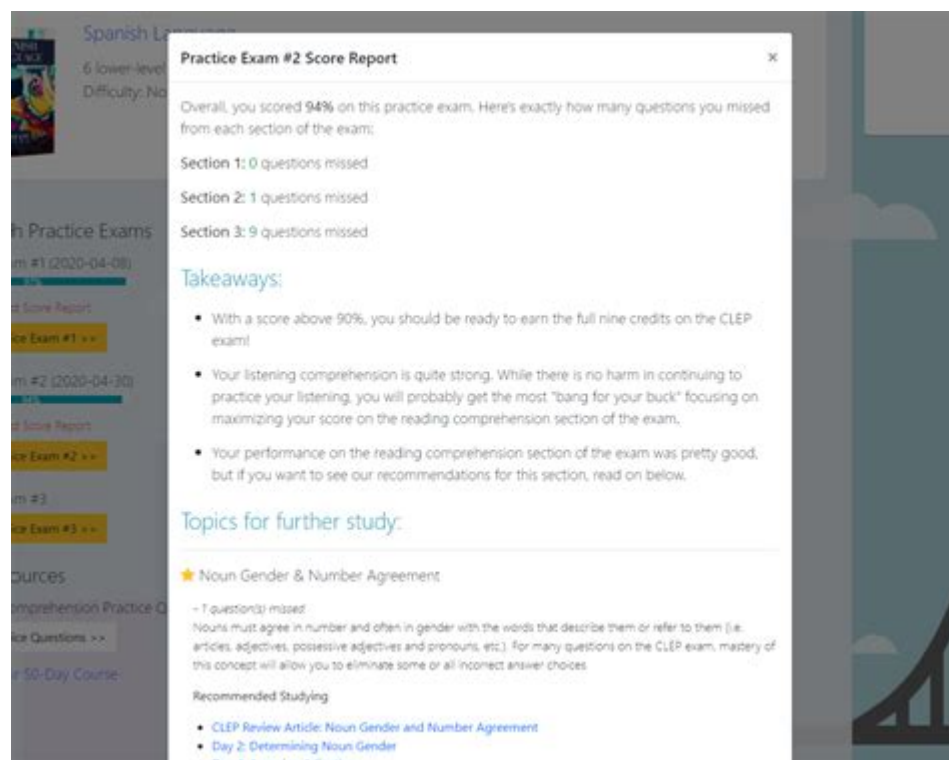 Spanish Language
6 lower-level
Difficulty: No
Practice Exam #2 Score Report
×
Overall, you scored 94% on this practice exam. Here's exactly how many questions you missed
from each section of the exam:
Section 1: 0 questions missed
Section 2: 1 questions missed
Section 3: 9 questions missed
Takeaways:
• With a score above 90%, you should be ready to earn the full nine credits on the CLEP
exam!
• Your listening comprehension is quite strong. While there is no harm in continuing to
practice your listening, you will probably get the most "bang for your buck" focusing on
maximizing your score on the reading comprehension section of the exam.
• Your performance on the reading comprehension section of the exam was pretty good,
but if you want to see our recommendations for this section, read on below.
Topics for further study:
Noun Gender & Number Agreement
~ 1 question(s) missed
Nouns must agree in number and often in gender with the words that describe them or refer to them (i.e.
articles, adjectives, possessive adjectives and pronouns, etc.). For many questions on the CLEP exam, mastery of
this concept will allow you to eliminate some or all incorrect answer choices.
Recommended Studying
• CLEP Review Article: Noun Gender and Number Agreement
• Day 2: Determining Noun Gender
h Practice Exams
m #1 (2020-04-08)
Score Report
ce Exam #1 >>
m #2 (2020-04-30)
94%
Score Report
ce Exam #2 >>
m #3
ce Exam #3 >>
ources
omprehension Practice Q
ice Questions >>
r 50-Day Course